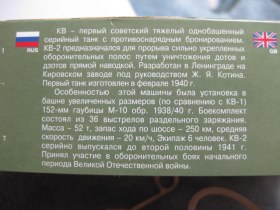 КВ – первый советский тяжелый однобашенный
серийный танк с противоснарядным бронированием.
КВ-2 предназначался для прорыва сильно укрепленных
оборонительных полос путем уничтожения дотов и
дзотов прямой наводкой. Разработан в Ленинграде на
Кировском заводе под руководством Ж. Я. Котина.
Первый танк изготовлен в феврале 1940 г.
Особенностью этой машины была установка в
башне увеличенных размеров (по сравнению с КВ-1)
152-мм гаубицы М-10 обр. 1938/40 г. Боекомплект
состоял из 36 выстрелов раздельного заряжания.
Масса – 52 т, запас хода по шоссе – 250 км, средняя
скорость движения – 20 км/ч, Экипаж 6 человек.
КВ-2 выпускался до второй половины 1941 г.
Принял участие в оборонительных боях начального
периода Великой Отечественной войны.
RUS
GB